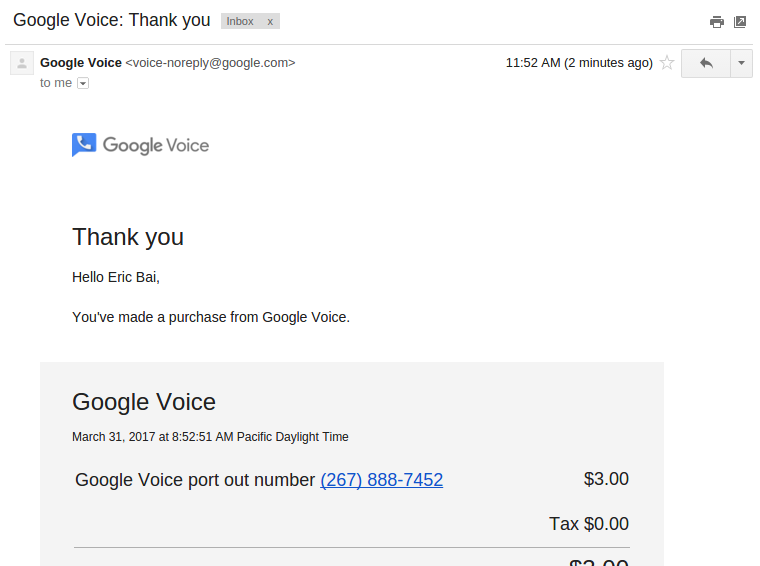 Google Voice: Thank you Inbox x
Google Voice <voice-noreply@google.com> 11:52 AM (2 minutes ago)
to me
Google Voice
Thank you
Hello Eric Bai,
You've made a purchase from Google Voice.
Google Voice
March 31, 2017 at 8:52:51 AM Pacific Daylight Time
Google Voice port out number (267) 888-7452 $3.00
Tax $0.00